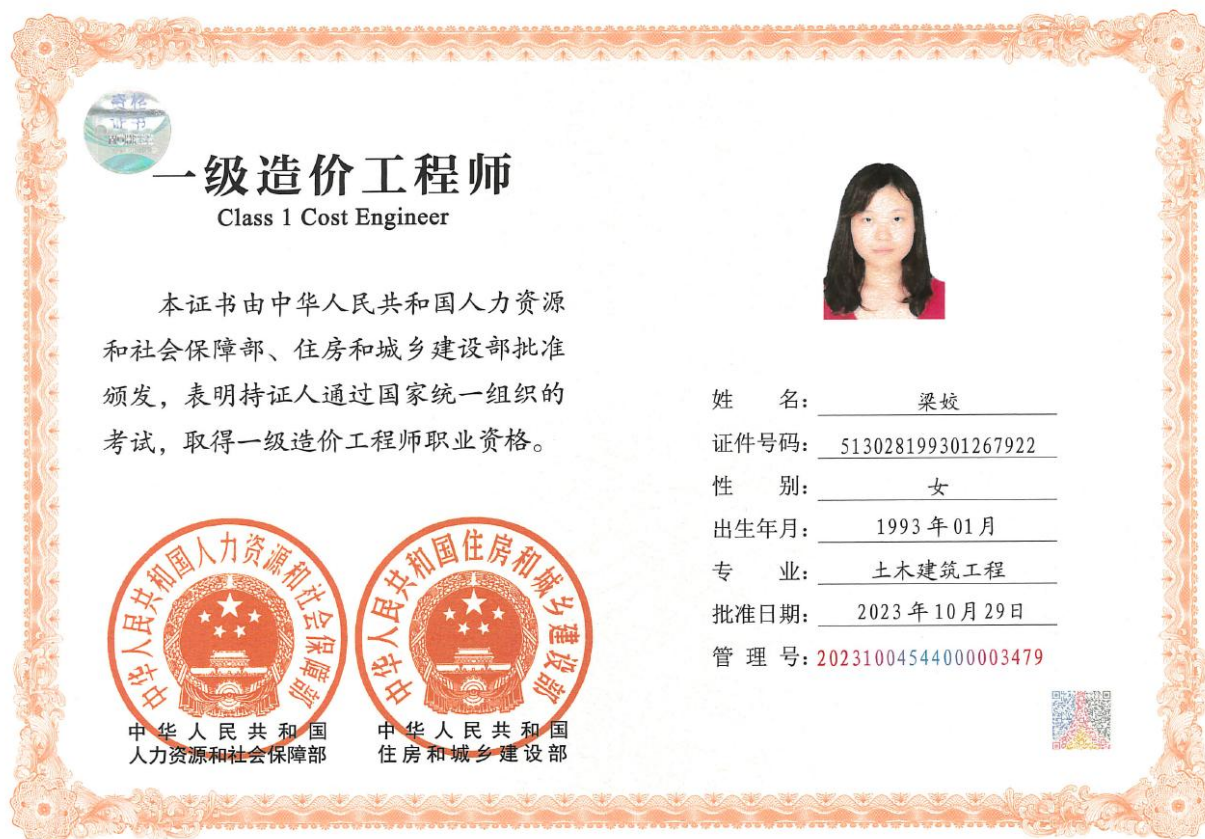 资格
证书
一级造价工程师
Class 1 Cost Engineer
本证书由中华人民共和国人力资源
和社会保障部、住房和城乡建设部批准
颁发，表明持证人通过国家统一组织的
考试，取得一级造价工程师职业资格。
中华人民共和国人力资源和社会保障部
中华人民共和国
人力资源和社会保障部
中华人民共和国住房和城乡建设部
中华人民共和国
住房和城乡建设部
姓名：梁姣
证件号码：513028199301267922
性别：女
出生年月：1993年01月
专业：土木建筑工程
批准日期：2023年10月29日
管理号：20231004544000003479